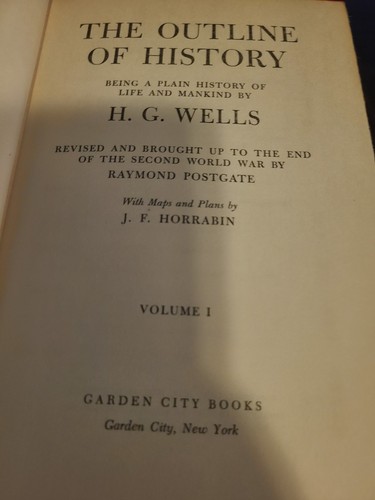 THE OUTLINE
OF HISTORY
BEING A PLAIN HISTORY OF
LIFE AND MANKIND BY
H. G. WELLS
REVISED AND BROUGHT UP TO THE END
OF THE SECOND WORLD WAR BY
RAYMOND POSTGATE
With Maps and Plans by
J. F. HORRABIN
VOLUME I
GARDEN CITY BOOKS
Garden City, New York